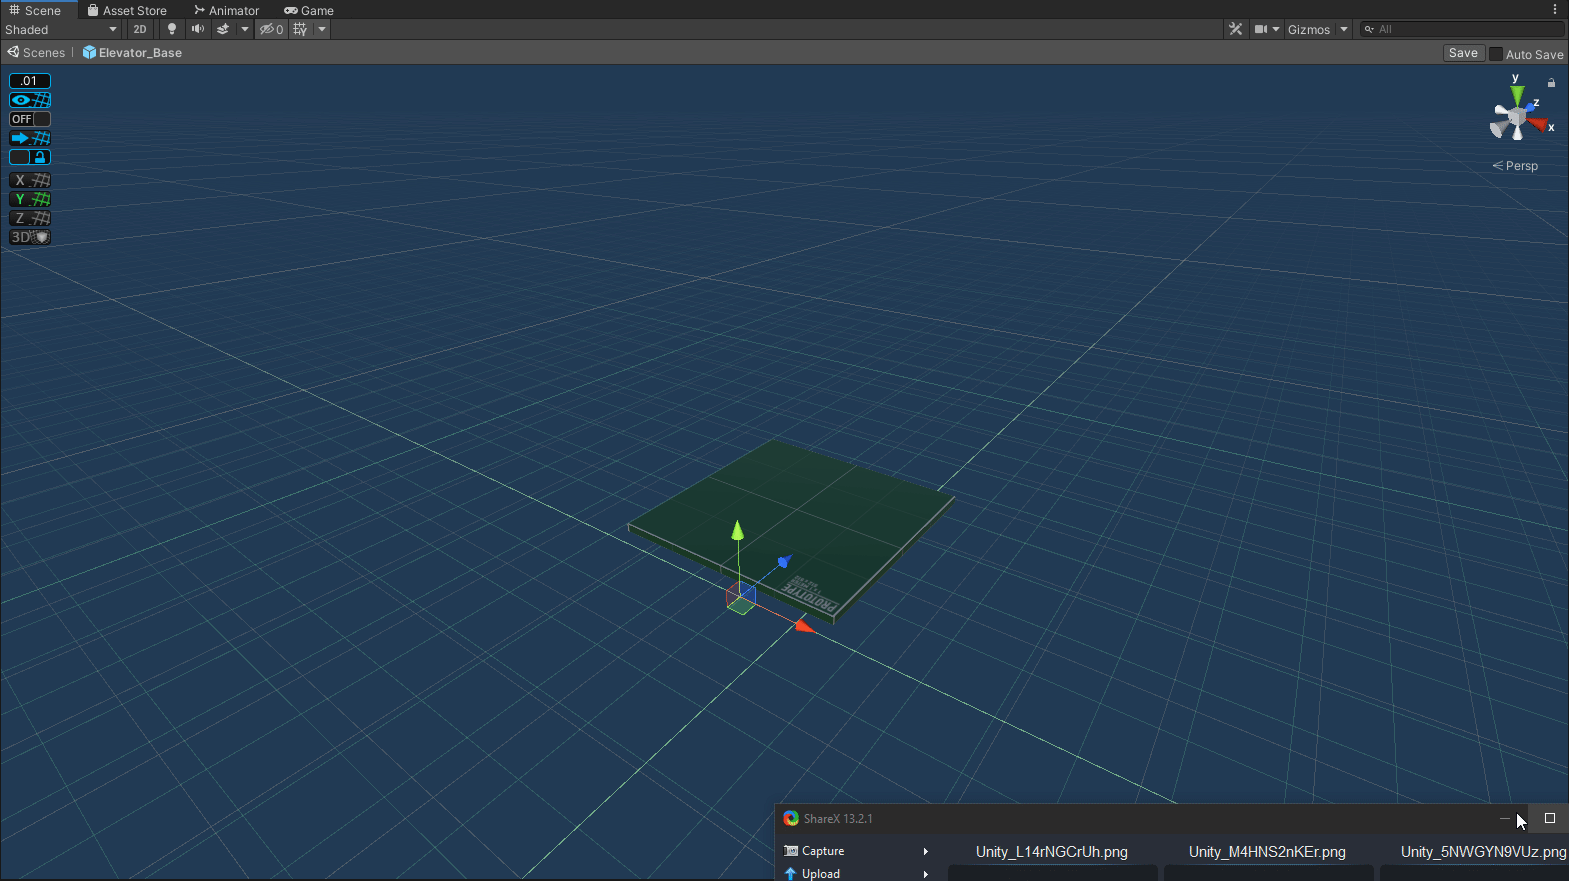 Scene Asset Store Animator Game
Shaded 2D 0 Gizmos All
Scenes Elevator_Base Save Auto Save
.01
OFF
X
Y
Z
3D
y
z
x
Persp
PROTOTYPE
ShareX 13.2.1
Capture Unity_L14rNGCrUh.png Unity_M4HNS2nKEr.png Unity_5NWGYN9VUz.png
Upload